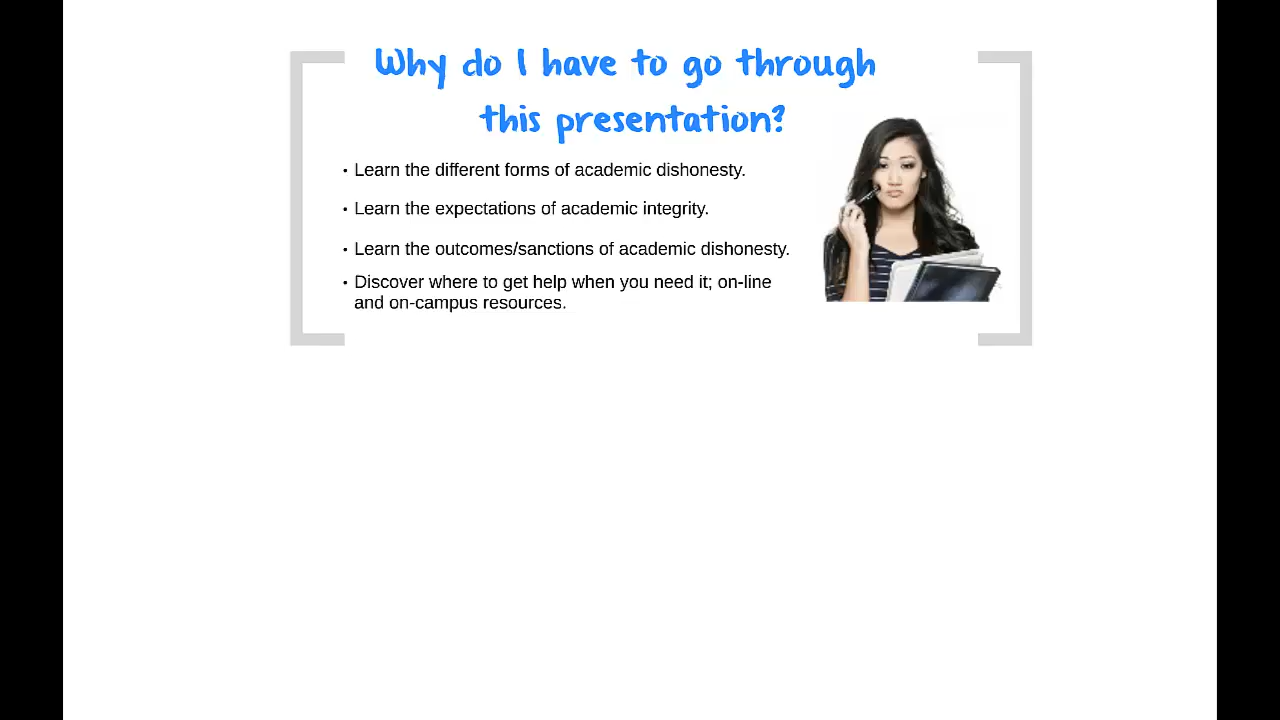 Why do I have to go through
this presentation?
• Learn the different forms of academic dishonesty.
• Learn the expectations of academic integrity.
• Learn the outcomes/sanctions of academic dishonesty.
• Discover where to get help when you need it; on-line
and on-campus resources.